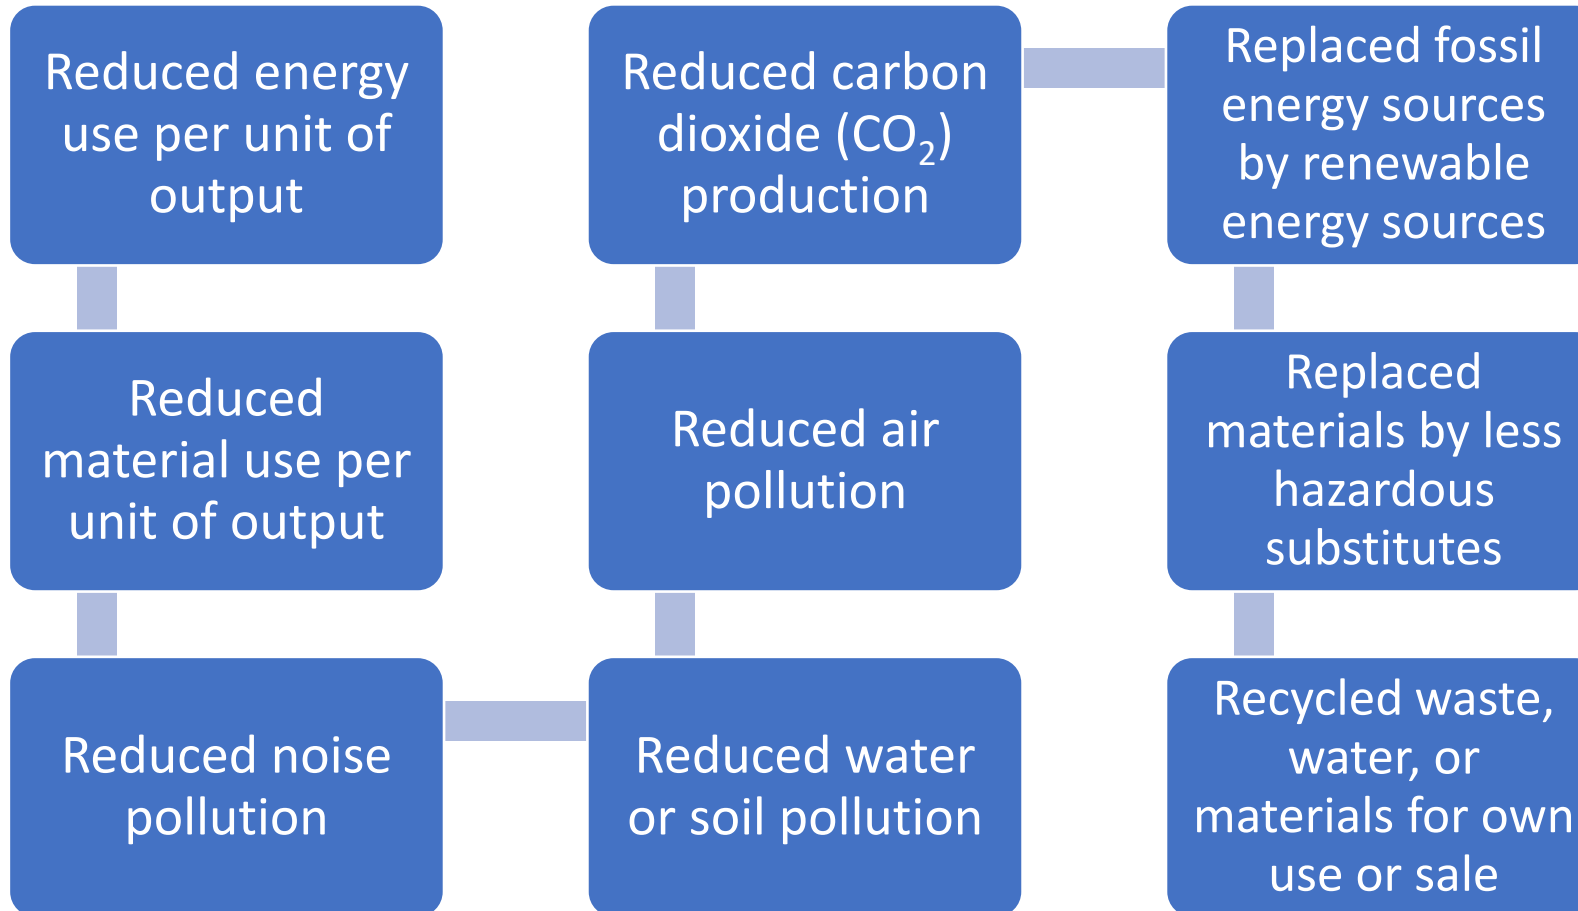 Reduced energy
use per unit of
output
Reduced
material use per
unit of output
Reduced noise
pollution
Reduced water
or soil pollution
Reduced air
pollution
Reduced carbon
dioxide (CO₂)
production
Replaced fossil
energy sources
by renewable
energy sources
Replaced
materials by less
hazardous
substitutes
Recycled waste,
water, or
materials for own
use or sale